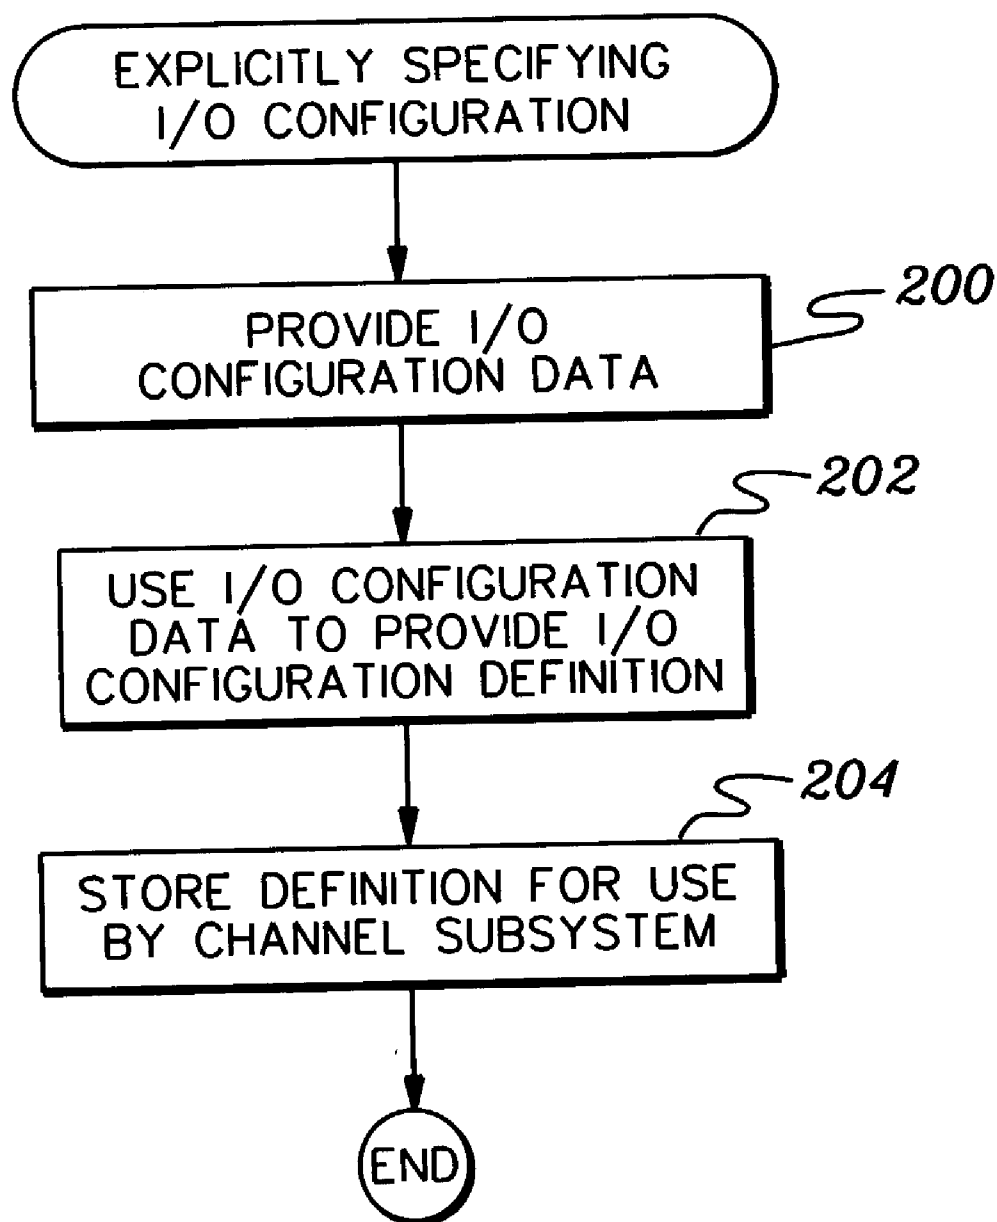 EXPLICITLY SPECIFYING
I/O CONFIGURATION
200
PROVIDE I/O
CONFIGURATION DATA
202
USE I/O CONFIGURATION
DATA TO PROVIDE I/O
CONFIGURATION DEFINITION
204
STORE DEFINITION FOR USE
BY CHANNEL SUBSYSTEM
END